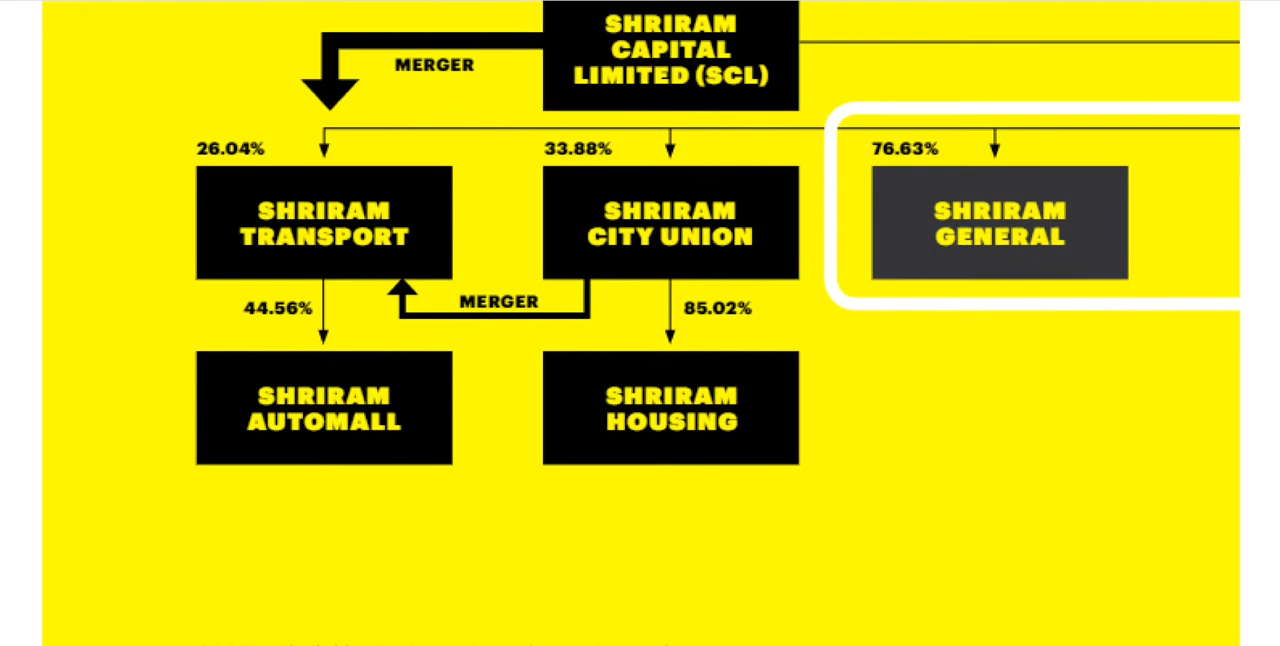 SHRIRAM
CAPITAL
LIMITED (SCL)
MERGER
26.04%
33.88%
76.63%
SHRIRAM
TRANSPORT
SHRIRAM
CITY UNION
SHRIRAM
GENERAL
44.56%
MERGER
85.02%
SHRIRAM
AUTOMALL
SHRIRAM
HOUSING